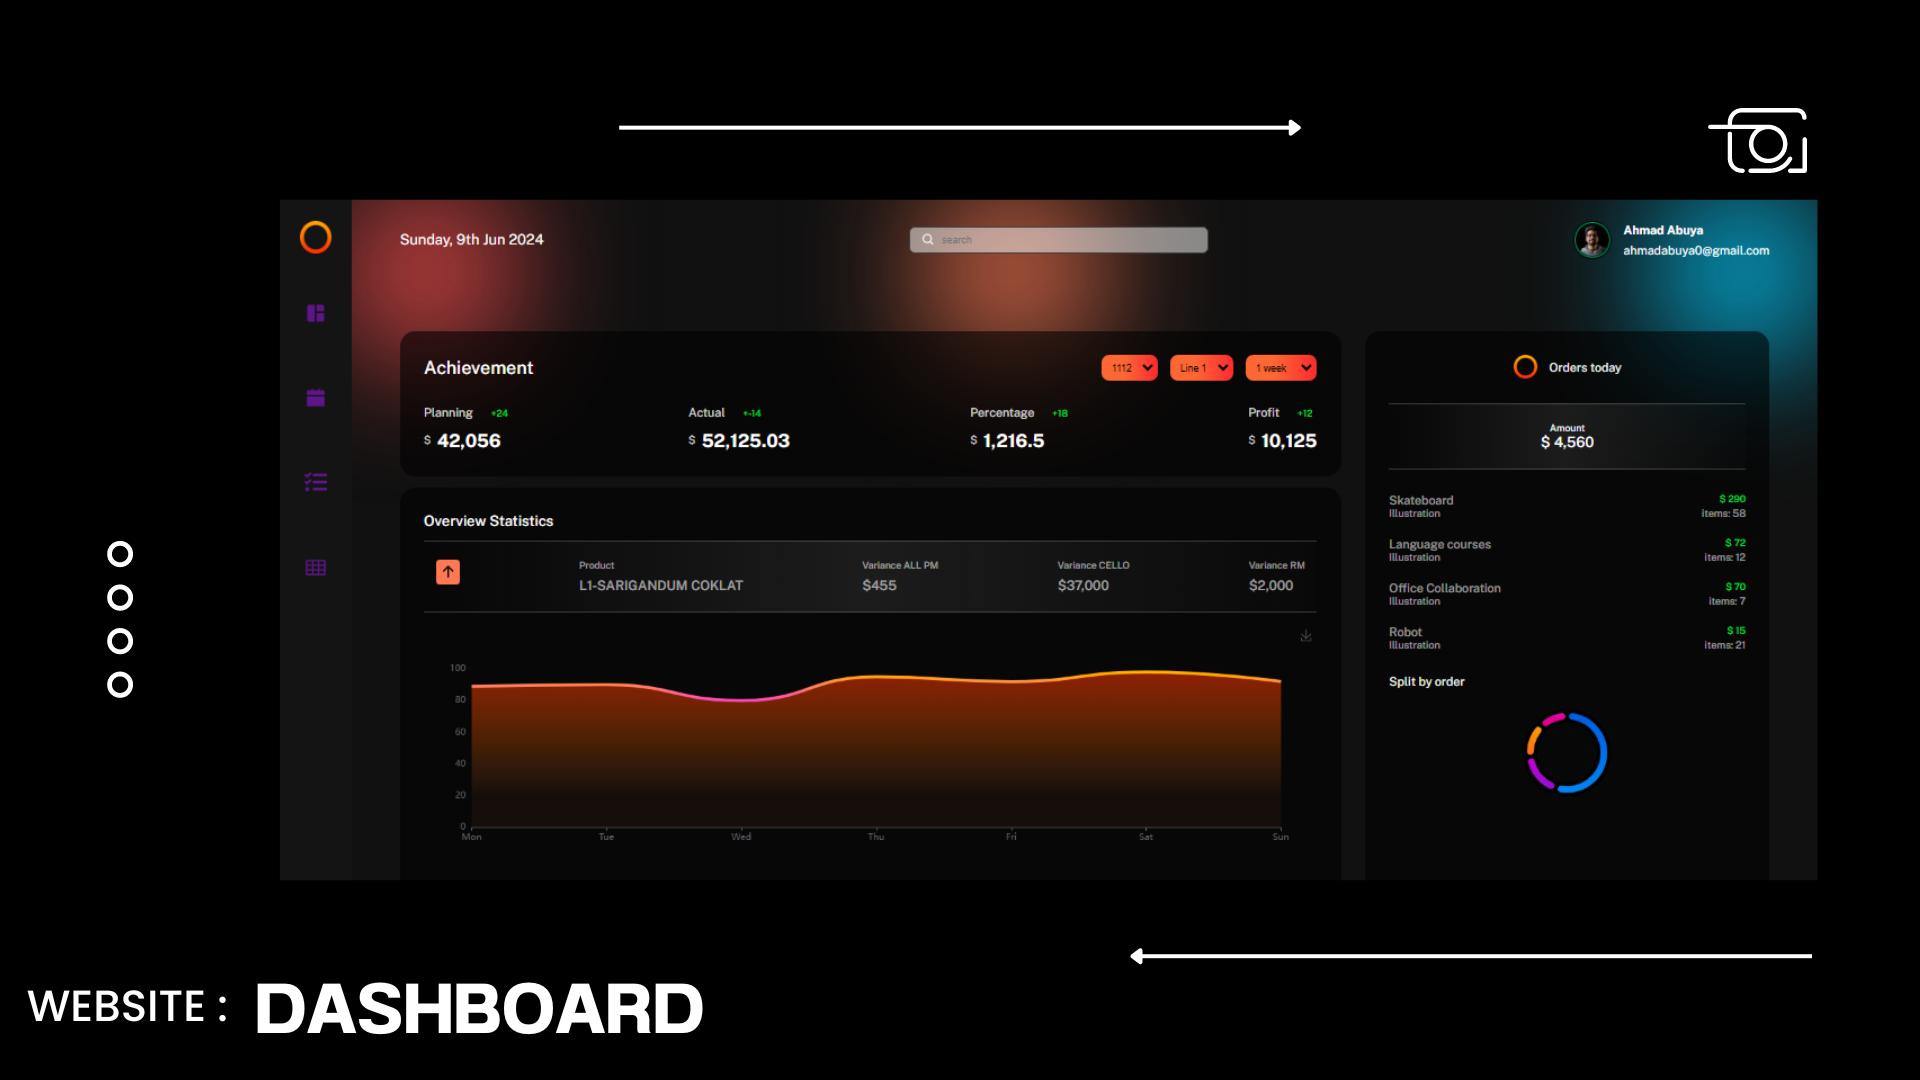 Sunday, 9th Jun 2024
search
Ahmad Abuya
ahmadabuya0@gmail.com
Achievement
1112
Line 1
1 week
Planning +24
$ 42,056
Actual +-14
$ 52,125.03
Percentage +18
$ 1,216.5
Profit +12
$ 10,125
Overview Statistics
Product
L1-SARIGANDUM COKLAT
Variance ALL PM
$455
Variance CELLO
$37,000
Variance RM
$2,000
100
80
60
40
20
0
Mon Tue Wed Thu Fri Sat Sun
Orders today
Amount
$ 4,560
Skateboard $ 290
Illustration items: 58
Language courses $ 72
Illustration items: 12
Office Collaboration $ 70
Illustration items: 7
Robot $ 15
Illustration items: 21
Split by order
WEBSITE : DASHBOARD